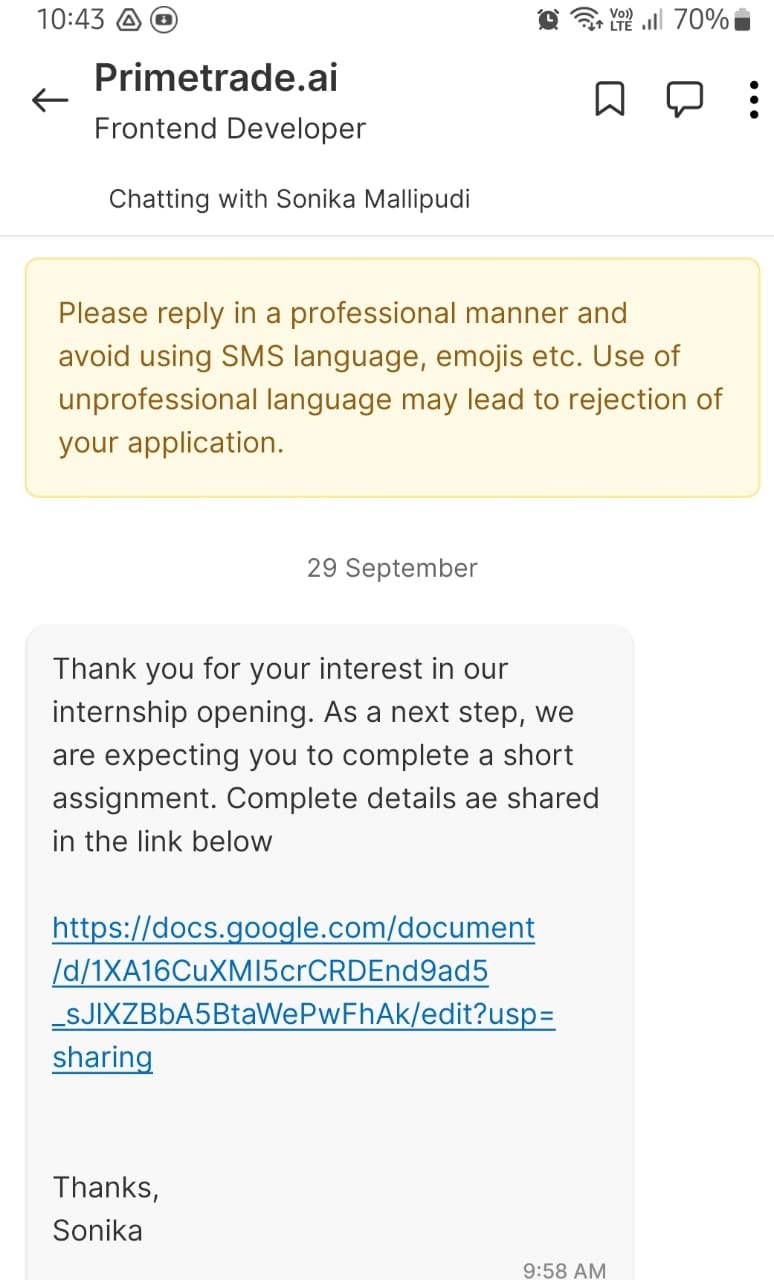 10:43 Vo)) LTE 70%
Primetrade.ai
Frontend Developer
Chatting with Sonika Mallipudi
Please reply in a professional manner and
avoid using SMS language, emojis etc. Use of
unprofessional language may lead to rejection of
your application.
29 September
Thank you for your interest in our
internship opening. As a next step, we
are expecting you to complete a short
assignment. Complete details ae shared
in the link below
https://docs.google.com/document
/d/1XA16CuXMI5crCRDEnd9ad5
_sJIXZBbA5BtaWePwFhAk/edit?usp=
sharing
Thanks,
Sonika
9:58 AM